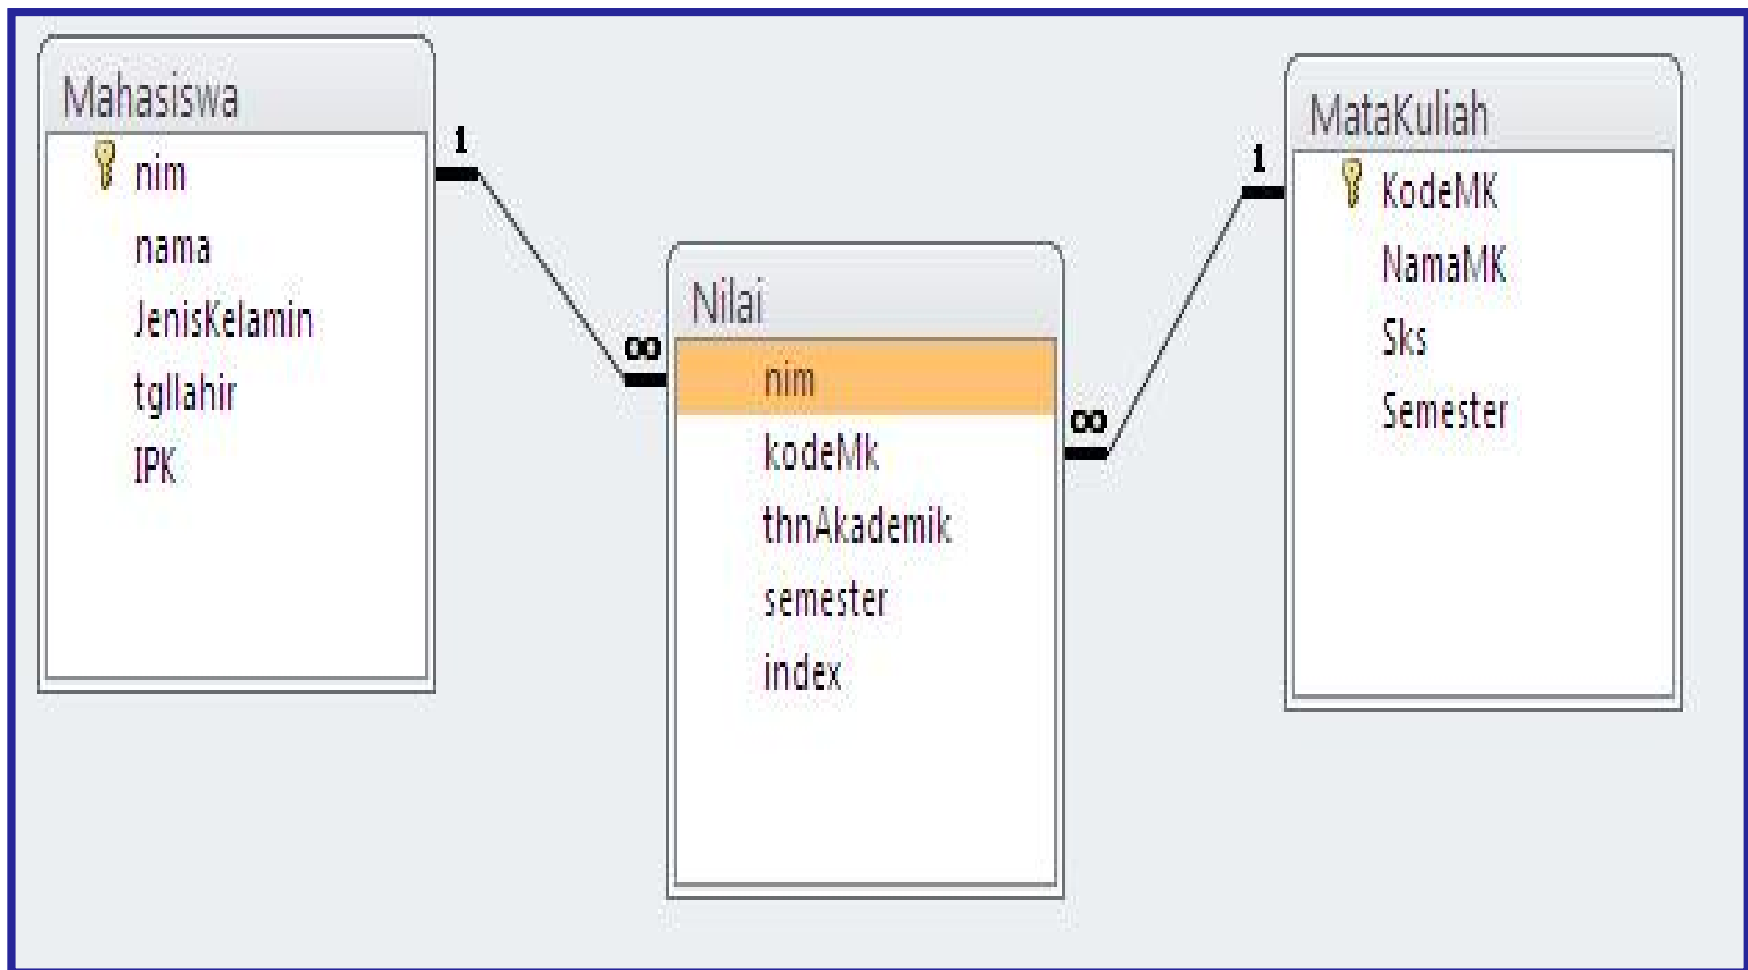 Mahasiswa
nim
nama
JenisKelamin
tgllahir
IPK
1
∞
Nilai
nim
kodeMk
thnAkademik
semester
index
∞
1
MataKuliah
KodeMK
NamaMK
Sks
Semester